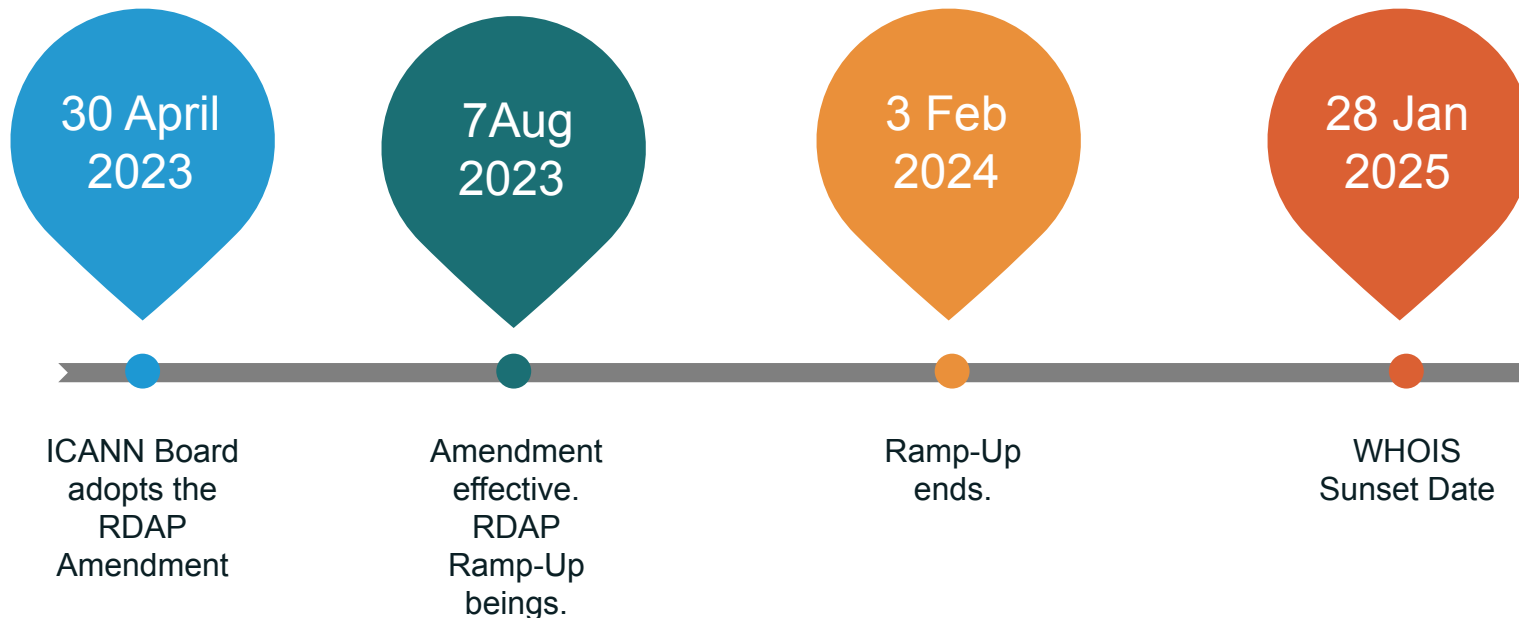 30 April
2023
7Aug
2023
3 Feb
2024
28 Jan
2025
ICANN Board
adopts the
RDAP
Amendment
Amendment
effective.
RDAP
Ramp-Up
beings.
Ramp-Up
ends.
WHOIS
Sunset Date